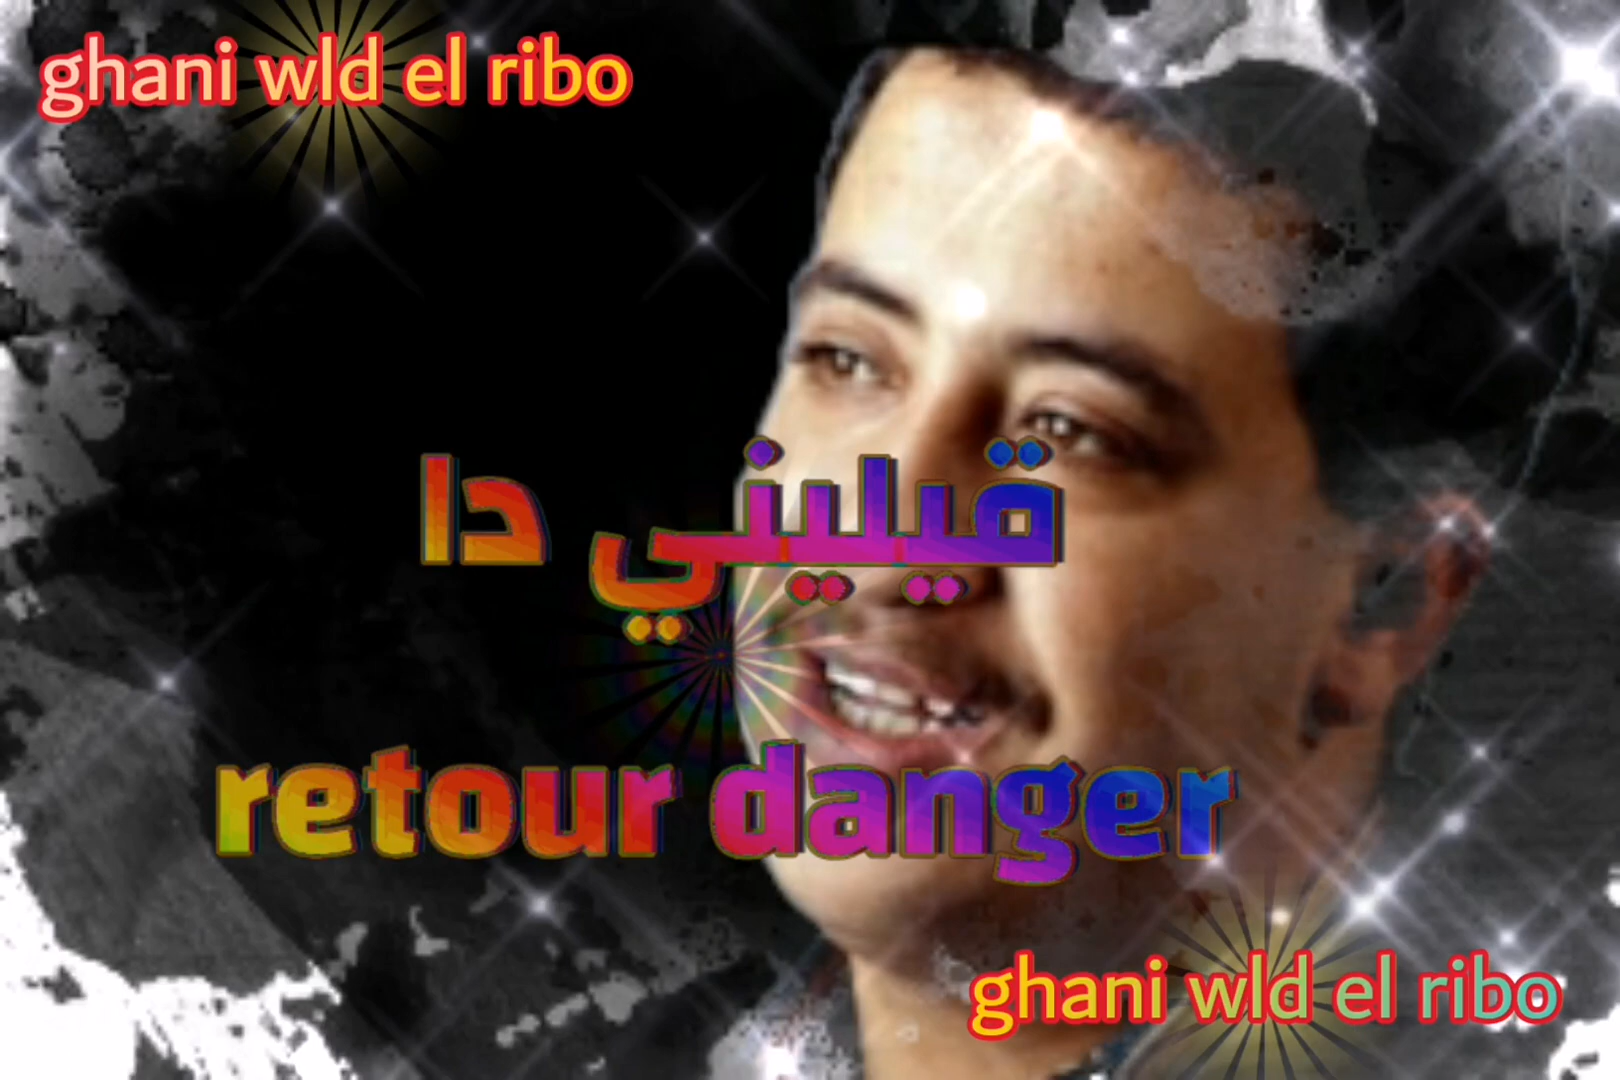 ghani wld el ribo
قيليني دا
retour danger
ghani wld el ribo